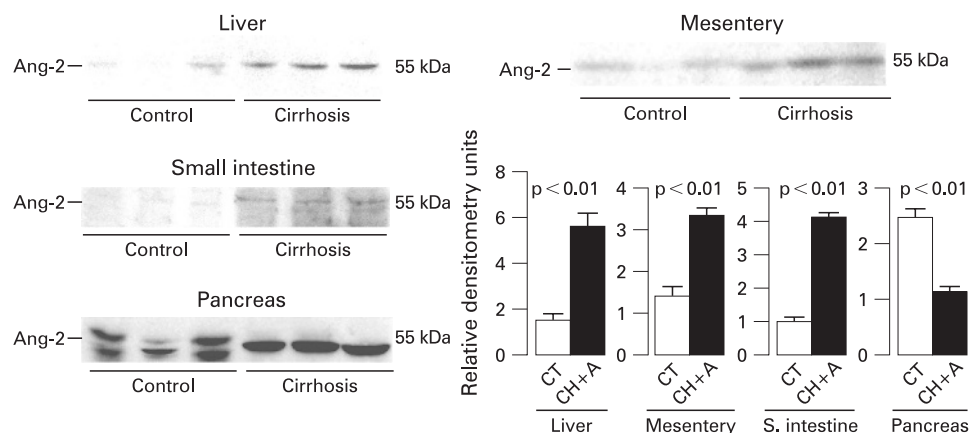 Liver
Ang-2
55 kDa
Control
Cirrhosis
Mesentery
Ang-2
55 kDa
Control
Cirrhosis
Small intestine
Ang-2
55 kDa
Control
Cirrhosis
Pancreas
Ang-2
55 kDa
Control
Cirrhosis
Relative densitometry units
8
6
4
2
0
p < 0.01
CT
CH+A
Liver
4
3
2
1
0
p < 0.01
CT
CH+A
Mesentery
5
4
3
2
1
0
p < 0.01
CT
CH+A
S. intestine
3
2
1
0
p < 0.01
CT
CH+A
Pancreas